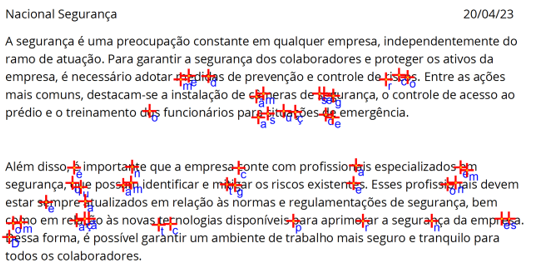 Nacional Segurança 20/04/23
A segurança é uma preocupação constante em qualquer empresa, independentemente do
ramo de atuação. Para garantir a segurança dos colaboradores e proteger os ativos da
empresa, é necessário adotar medidas de prevenção e controle de riscos. Entre as ações
mais comuns, destacam-se a instalação de câmeras de segurança, o controle de acesso ao
prédio e o treinamento dos funcionários para situações de emergência.
Além disso, é importante que a empresa conte com profissionais especializados em
segurança, que possam identificar e mitigar os riscos existentes. Esses profissionais devem
estar sempre atualizados em relação às normas e regulamentações de segurança, bem
como em relação às novas tecnologias disponíveis para aprimorar a segurança da empresa.
Dessa forma, é possível garantir um ambiente de trabalho mais seguro e tranquilo para
todos os colaboradores.